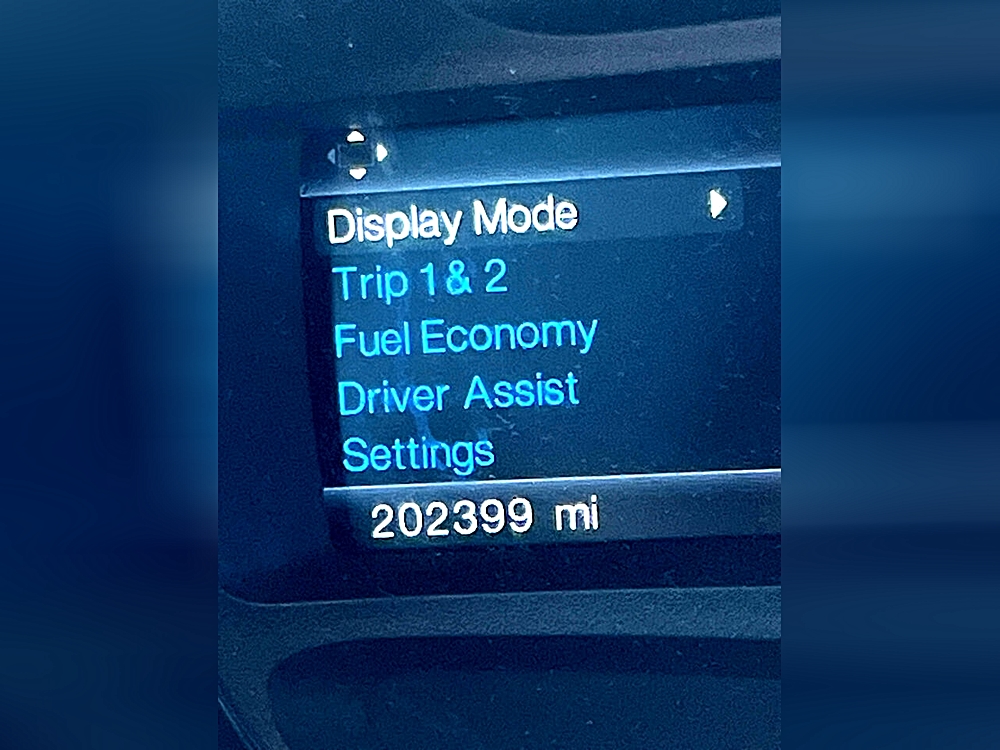 Display Mode
Trip 1 & 2
Fuel Economy
Driver Assist
Settings
202399 mi